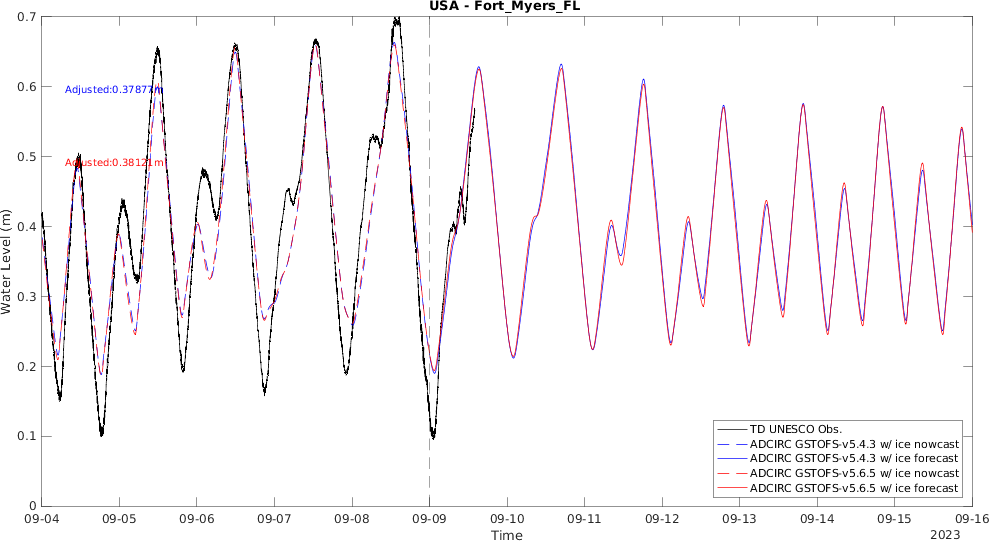 USA - Fort_Myers_FL
0.7
0.6
0.5
0.4
0.3
0.2
0.1
0
Water Level (m)
Adjusted:0.37877m
Adjusted:0.38121m
TD UNESCO Obs.
ADCIRC GSTOFS-v5.4.3 w/ ice nowcast
ADCIRC GSTOFS-v5.4.3 w/ ice forecast
ADCIRC GSTOFS-v5.6.5 w/ ice nowcast
ADCIRC GSTOFS-v5.6.5 w/ ice forecast
09-04 09-05 09-06 09-07 09-08 09-09 09-10 09-11 09-12 09-13 09-14 09-15 09-16
Time
2023